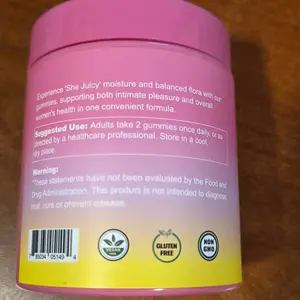 Experience 'She Juicy' moisture and balanced flora with our
gummies, supporting both intimate pleasure and overall
women's health in one convenient formula.
Suggested Use: Adults take 2 gummies once daily, or as
directed by a healthcare professional. Store in a cool,
dry place.
Warning:
"These statements have not been evaluated by the Food and
Drug Administration. This product is not intended to diagnose,
treat, cure or prevent disease.
VEGAN
GLUTEN
FREE
NON
GMO
05149